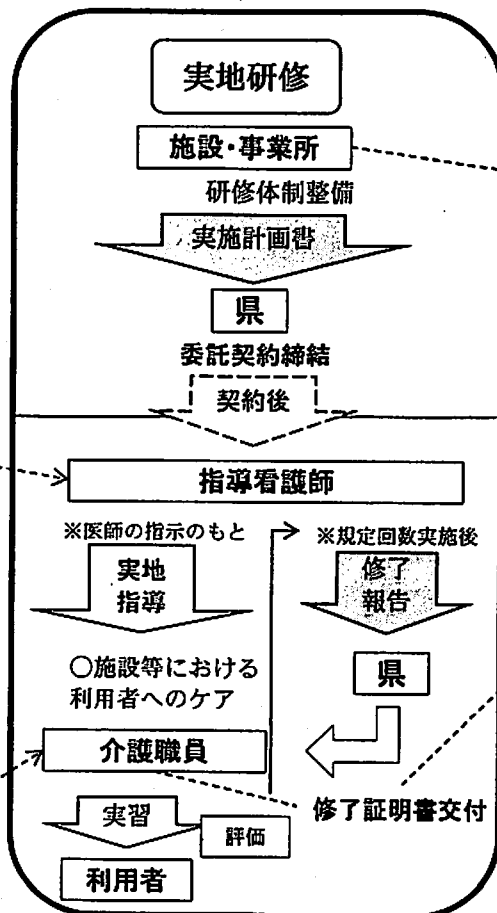 実地研修
施設・事業所
研修体制整備
実施計画書
県
委託契約締結
契約後
指導看護師
※医師の指示のもと
実地
指導
○施設等における
利用者へのケア
介護職員
実習
評価
利用者
※規定回数実施後
修了
報告
県
修了証明書交付